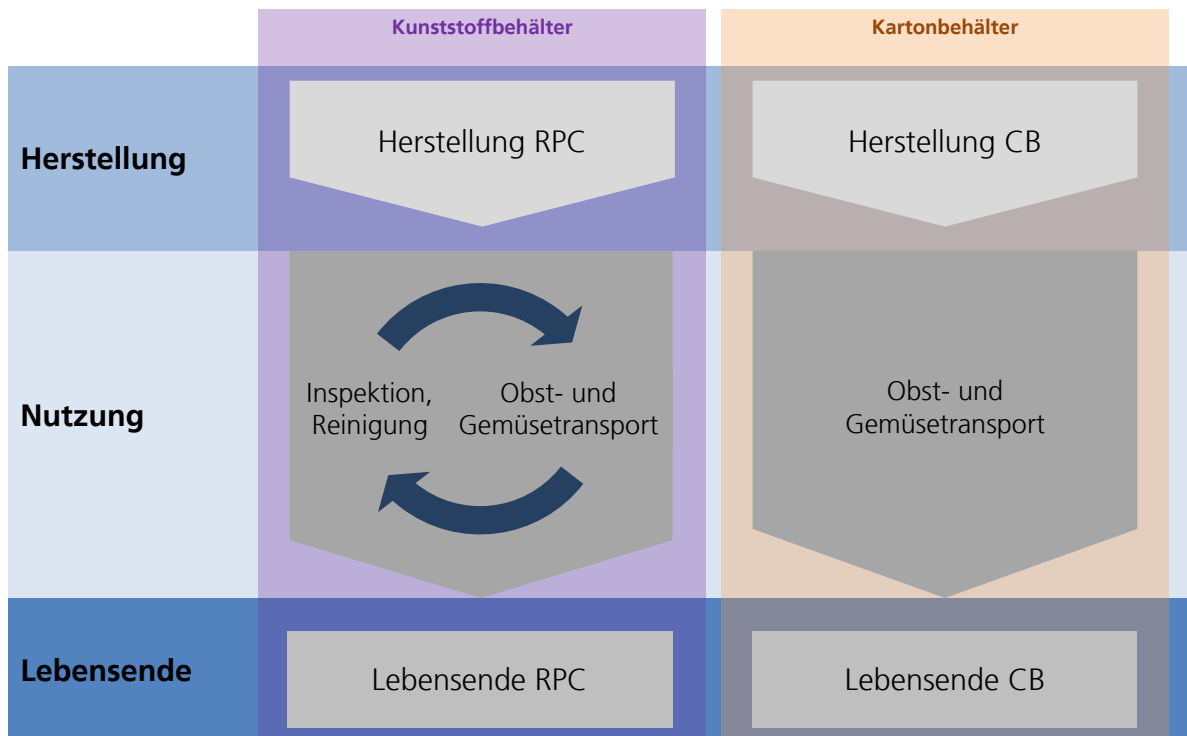 Kunststoffbehälter
Kartonbehälter
Herstellung
Herstellung RPC
Herstellung CB
Nutzung
Inspektion,
Reinigung
Obst- und
Gemüsetransport
Obst- und
Gemüsetransport
Lebensende
Lebensende RPC
Lebensende CB